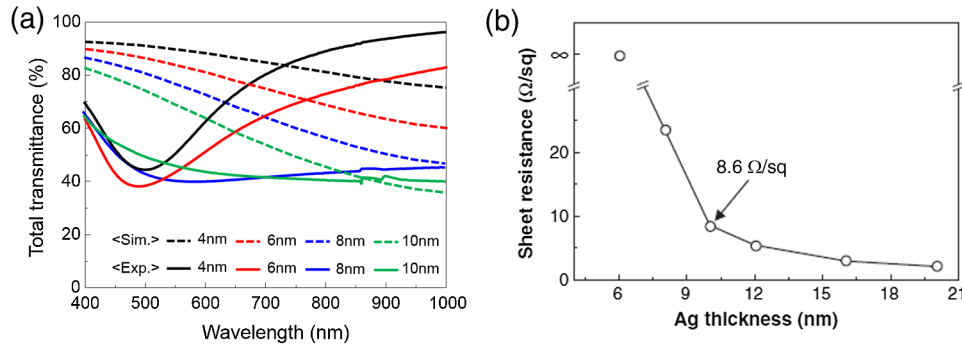 (a)
100
80
60
40
20
0
Total transmittance (%)
<Sim.> 4nm 6nm 8nm 10nm
<Exp.> 4nm 6nm 8nm 10nm
400 500 600 700 800 900 1000
Wavelength (nm)
(b)
∞
20
10
0
Sheet resistance (Ω/sq)
8.6 Ω/sq
6 9 12 15 18 21
Ag thickness (nm)